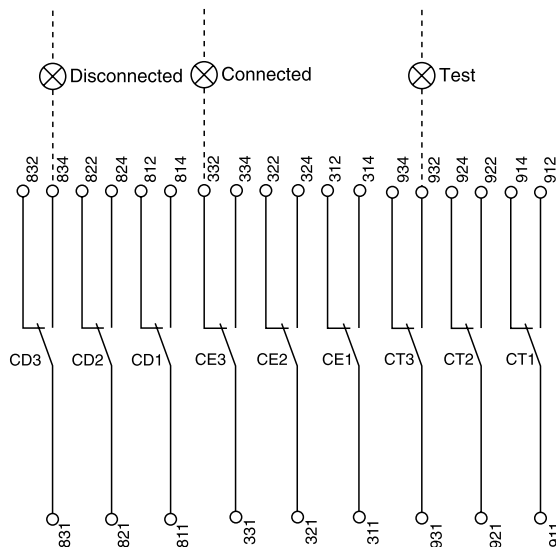 Disconnected Connected Test
832 834 822 824 812 814 332 334 322 324 312 314 934 932 924 922 914 912
CD3 CD2 CD1 CE3 CE2 CE1 CT3 CT2 CT1
831 821 811 331 321 311 931 921 911